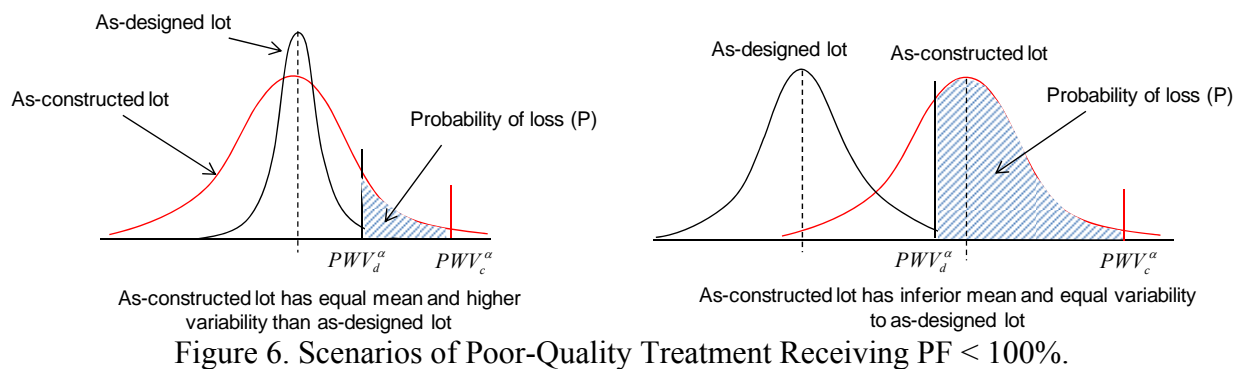 As-designed lot
As-constructed lot
Probability of loss (P)
PWV_d^α
PWV_c^α
As-constructed lot has equal mean and higher
variability than as-designed lot
As-designed lot
As-constructed lot
Probability of loss (P)
PWV_d^α
PWV_c^α
As-constructed lot has inferior mean and equal variability
to as-designed lot
Figure 6. Scenarios of Poor-Quality Treatment Receiving PF < 100%.